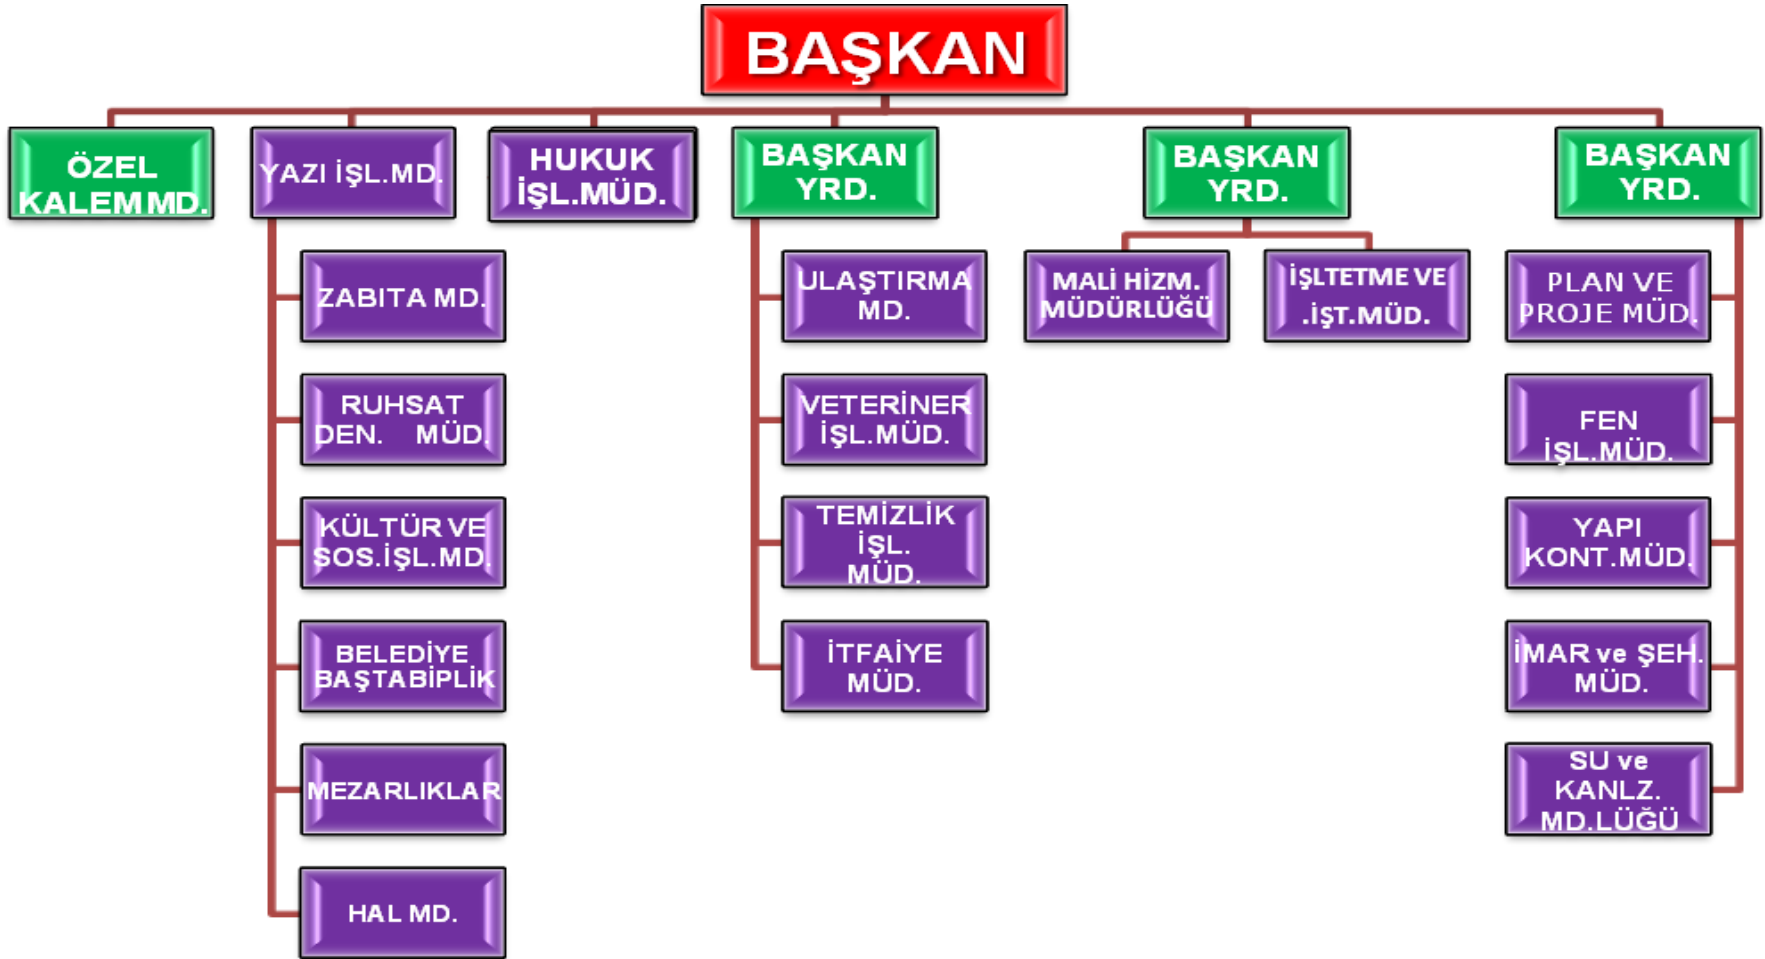 BAŞKAN
ÖZEL
KALEM MD.
YAZI İŞL.MD.
HUKUK
İŞL.MÜD.
BAŞKAN
YRD.
BAŞKAN
YRD.
BAŞKAN
YRD.
ZABITA MD.
RUHSAT
DEN. MÜD.
KÜLTÜR VE
SOS.İŞL.MD.
BELEDİYE
BAŞTABİPLİK
MEZARLIKLAR
HAL MD.
ULAŞTIRMA
MD.
VETERİNER
İŞL.MÜD.
TEMİZLİK
İŞL.
MÜD.
İTFAİYE
MÜD.
MALİ HİZM.
MÜDÜRLÜĞÜ
İŞLTETME VE
.İŞT.MÜD.
PLAN VE
PROJE MÜD.
FEN
İŞL.MÜD.
YAPI
KONT.MÜD.
İMAR ve ŞEH.
MÜD.
SU ve
KANLZ.
MD.LÜĞÜ